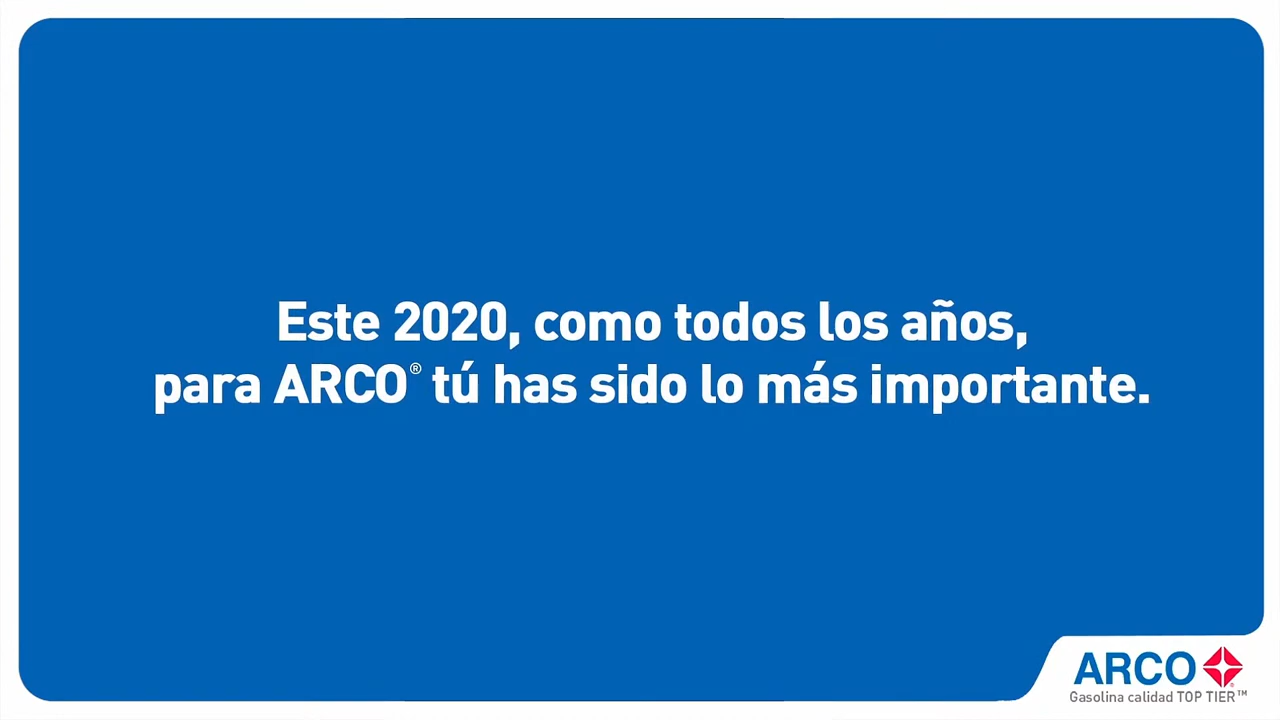 Este 2020, como todos los años,
para ARCO® tú has sido lo más importante.
ARCO®
Gasolina calidad TOP TIER™